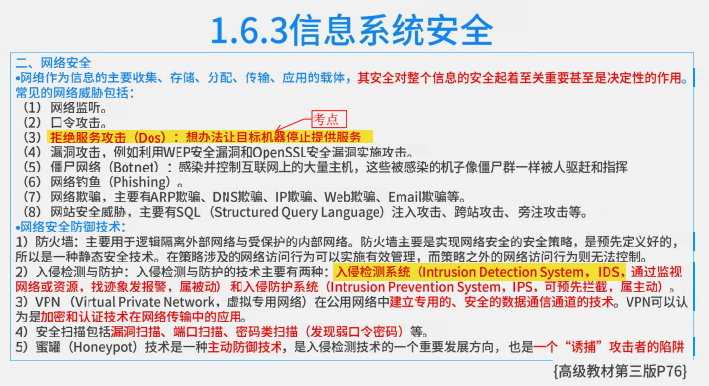 1.6.3信息系统安全
二、网络安全
•网络作为信息的主要收集、存储、分配、传输、应用的载体，其安全对整个信息的安全起着至关重要甚至是决定性的作用。
常见的网络威胁包括：
（1）网络监听。
考点
（2）口令攻击。
（3）拒绝服务攻击（Dos）：想办法让目标机器停止提供服务
（4）漏洞攻击，例如利用WEP安全漏洞和OpenSSL安全漏洞实施攻击。
（5）僵尸网络（Botnet）：感染并控制互联网上的大量主机，这些被感染的机子像僵尸群一样被人驱赶和指挥
（6）网络钓鱼（Phishing）。
（7）网络欺骗，主要有ARP欺骗、DNS欺骗、IP欺骗、Web欺骗、Email欺骗等。
（8）网站安全威胁，主要有SQL（Structured Query Language）注入攻击、跨站攻击、旁注攻击等。
•网络安全防御技术：
1）防火墙：主要用于逻辑隔离外部网络与受保护的内部网络。防火墙主要是实现网络安全的安全策略，是预先定义好的，
所以是一种静态安全技术。在策略涉及的网络访问行为可以实施有效管理，而策略之外的网络访问行为则无法控制。
2）入侵检测与防护：入侵检测与防护的技术主要有两种：入侵检测系统（Intrusion Detection System，IDS，通过监视
网络或资源，找迹象发报警，属被动）和入侵防护系统（Intrusion Prevention System，IPS，可预先拦截，属主动）。
3）VPN（Virtual Private Network，虚拟专用网络）在公用网络中建立专用的、安全的数据通信通道的技术。VPN可以认
为是加密和认证技术在网络传输中的应用。
4）安全扫描包括漏洞扫描、端口扫描、密码类扫描（发现弱口令密码）等。
5）蜜罐（Honeypot）技术是一种主动防御技术，是入侵检测技术的一个重要发展方向，也是一个“诱捕”攻击者的陷阱
{高级教材第三版P76}